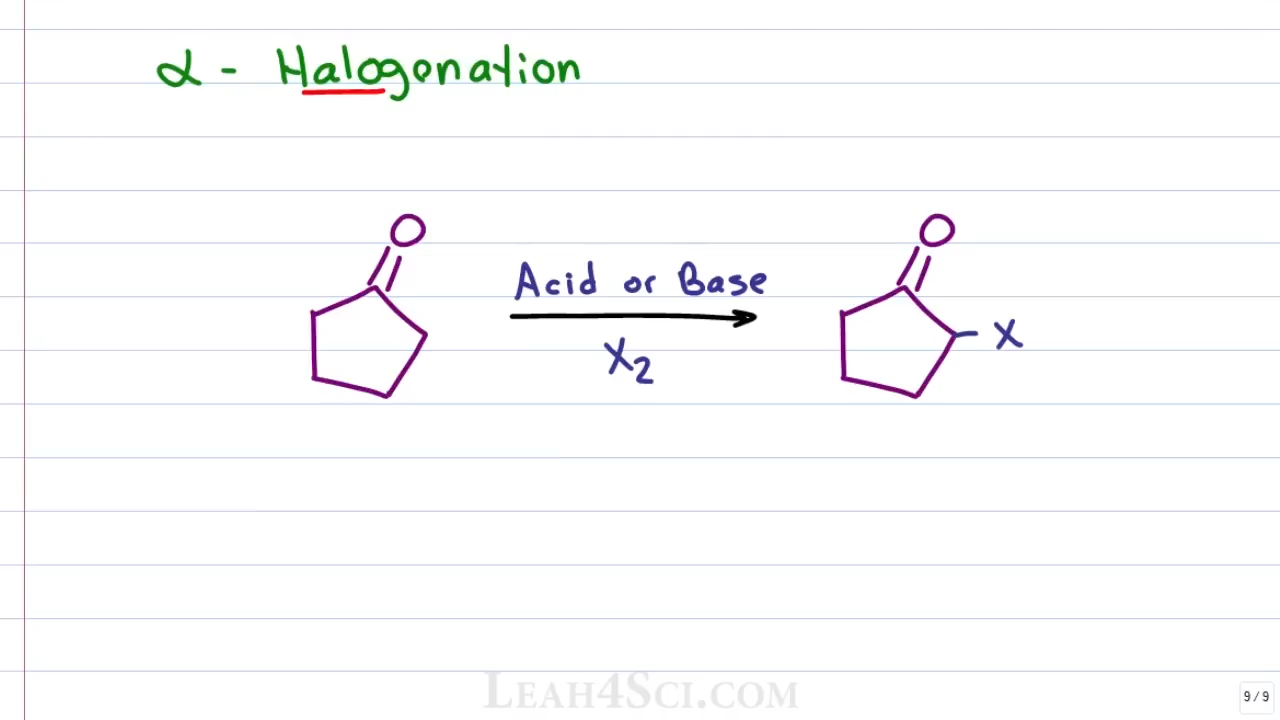 α - Halogenation
O
O
Acid or Base
X
X2
LEAH4SCI.COM
9/9